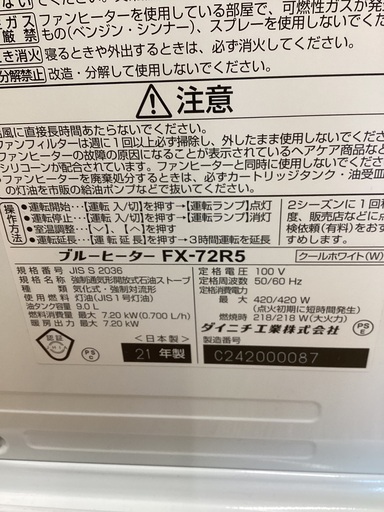 ガス
厳禁
ファンヒーターを使用している部屋で、可燃性ガスが発
もの(ベンジン・シンナー)、スプレーを使用しないで
き消火 寝るときや外出するときは、必ず消火してください。
分解禁止 改造・分解して使用しないでください。
注意
温風に直接長時間あたらないでください。
ファンフィルターは週に1回以上必ず掃除し、外したまま使用しない
ファンヒーターの故障の原因になることが表示されているヘアケア商品など
シリコーンが配合されています。ファンヒーターと同時に使用しないでくださ
ファンヒーターを廃棄処分するときは、必ずカートリッジタンク・油受皿
の灯油を市販の給油ポンプなどで抜いてください。
操作方法
●運転開始…[運転 入/切]を押す→[運転ランプ]点灯
●運転停止…[運転 入/切]を押す→[運転ランプ]消灯
●室温調整…[∨]、[∧]を押す
●運転延長…[運転延長]を押す→3時間運転を延長
2シーズンに1回程
度、販売店などに点
検依頼をおすすめし
ブルーヒーター FX-72R5
クールホワイト(W)
規格番号 JIS S 2036
種類 強制通気形開放式石油ストーブ
種類 気化式・強制対流形
使用燃料 灯油(JIS1号灯油)
油タンク容量 9.0 L
燃料消費量 最大 7.20 kW (0.700 L/h)
暖房出力 最大 7.20 kW
定格電圧 100 V
定格周波数 50/60 Hz
定格消費電力
最大 420/420 W
(点火初期に短時間発生)
燃焼時 218/218 W(大火力)
ダイニチ工業株式会社
認証
JHIA
PSC
<日本製>
21 年製
PSE
製造番号
C242000087